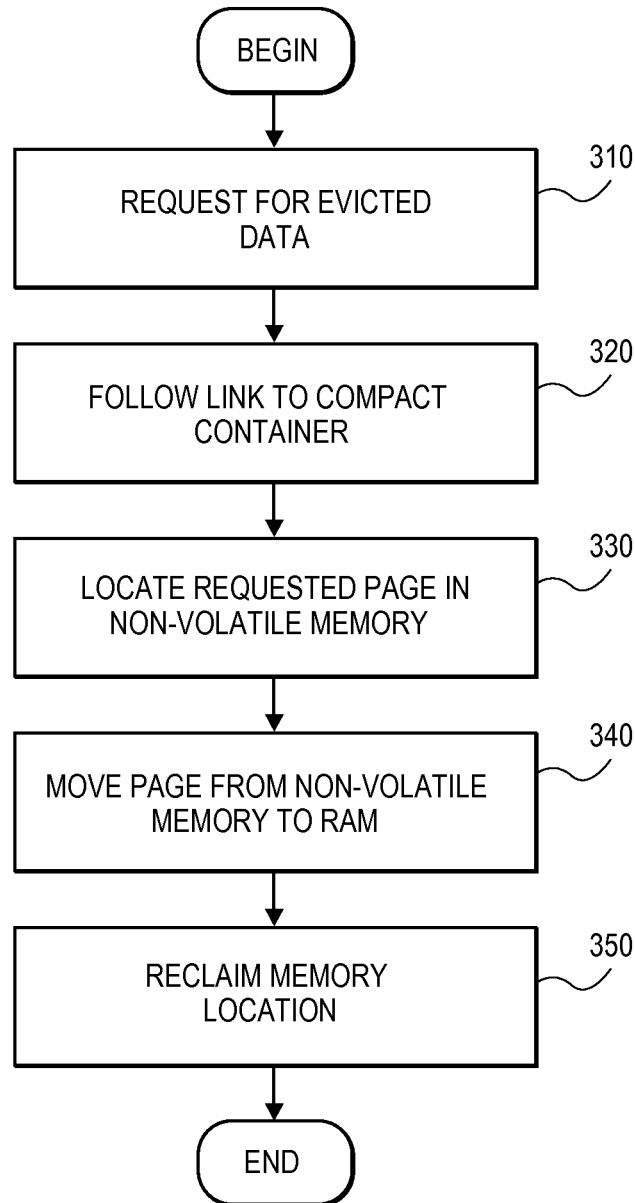 BEGIN
310
REQUEST FOR EVICTED
DATA
320
FOLLOW LINK TO COMPACT
CONTAINER
330
LOCATE REQUESTED PAGE IN
NON-VOLATILE MEMORY
340
MOVE PAGE FROM NON-VOLATILE
MEMORY TO RAM
350
RECLAIM MEMORY
LOCATION
END